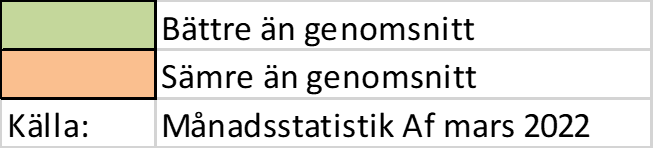 Bättre än genomsnitt
Sämre än genomsnitt
Källa: Månadsstatistik Af mars 2022